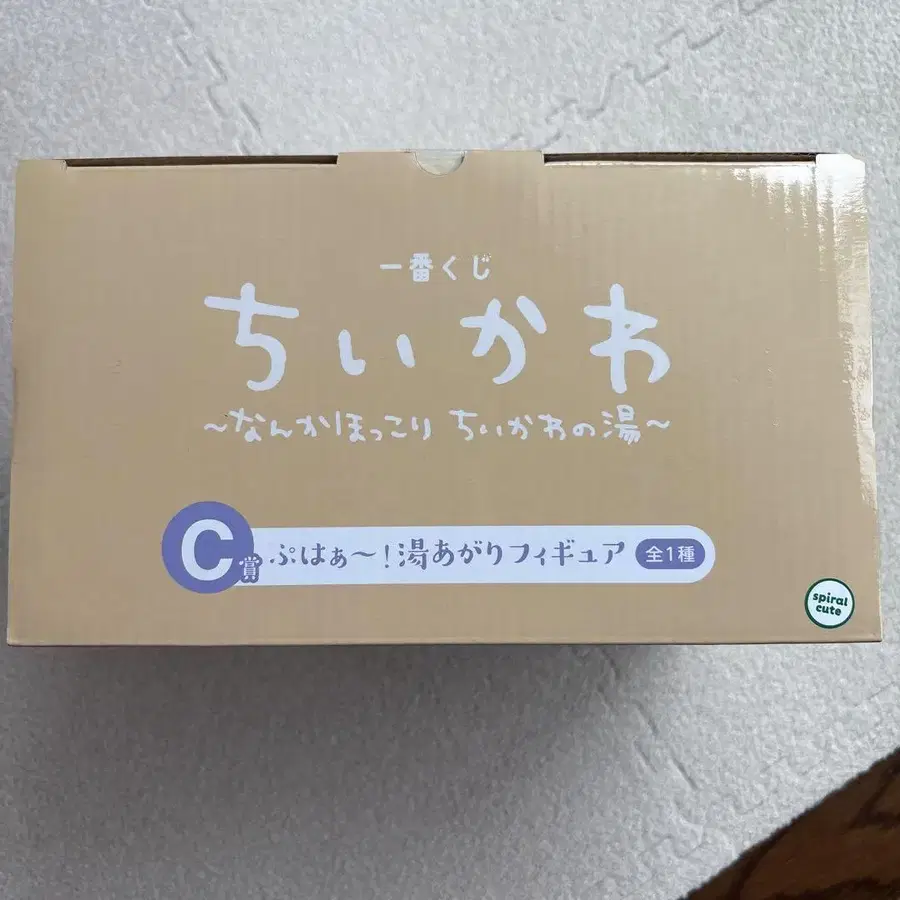 一番くじ
ちいかわ
～なんかほっこり ちいかわの湯～
C賞 ぷはぁ～！湯あがりフィギュア 全1種
spiral
cute